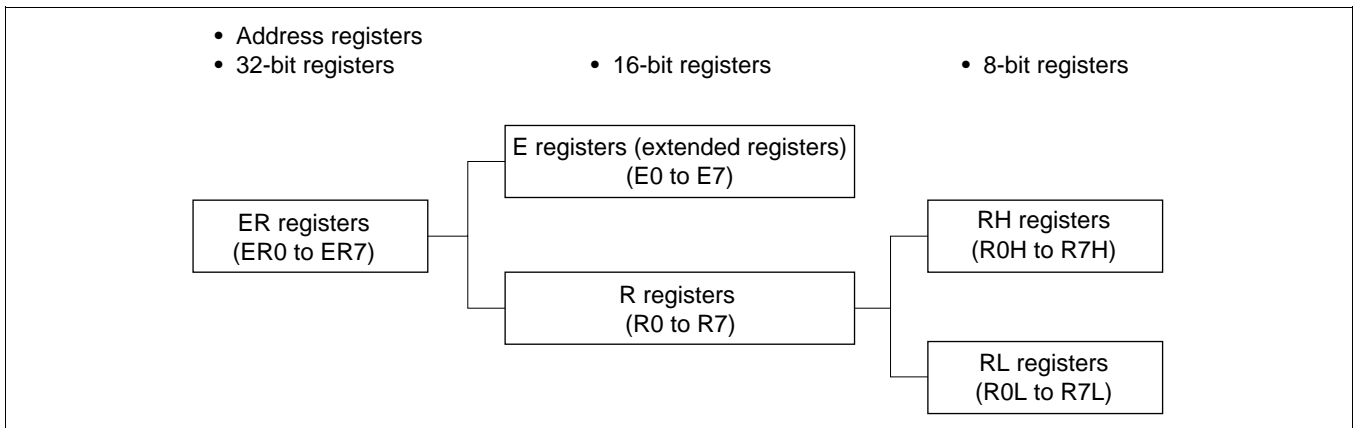 • Address registers
• 32-bit registers
• 16-bit registers
• 8-bit registers
E registers (extended registers)
(E0 to E7)
ER registers
(ER0 to ER7)
RH registers
(R0H to R7H)
R registers
(R0 to R7)
RL registers
(R0L to R7L)